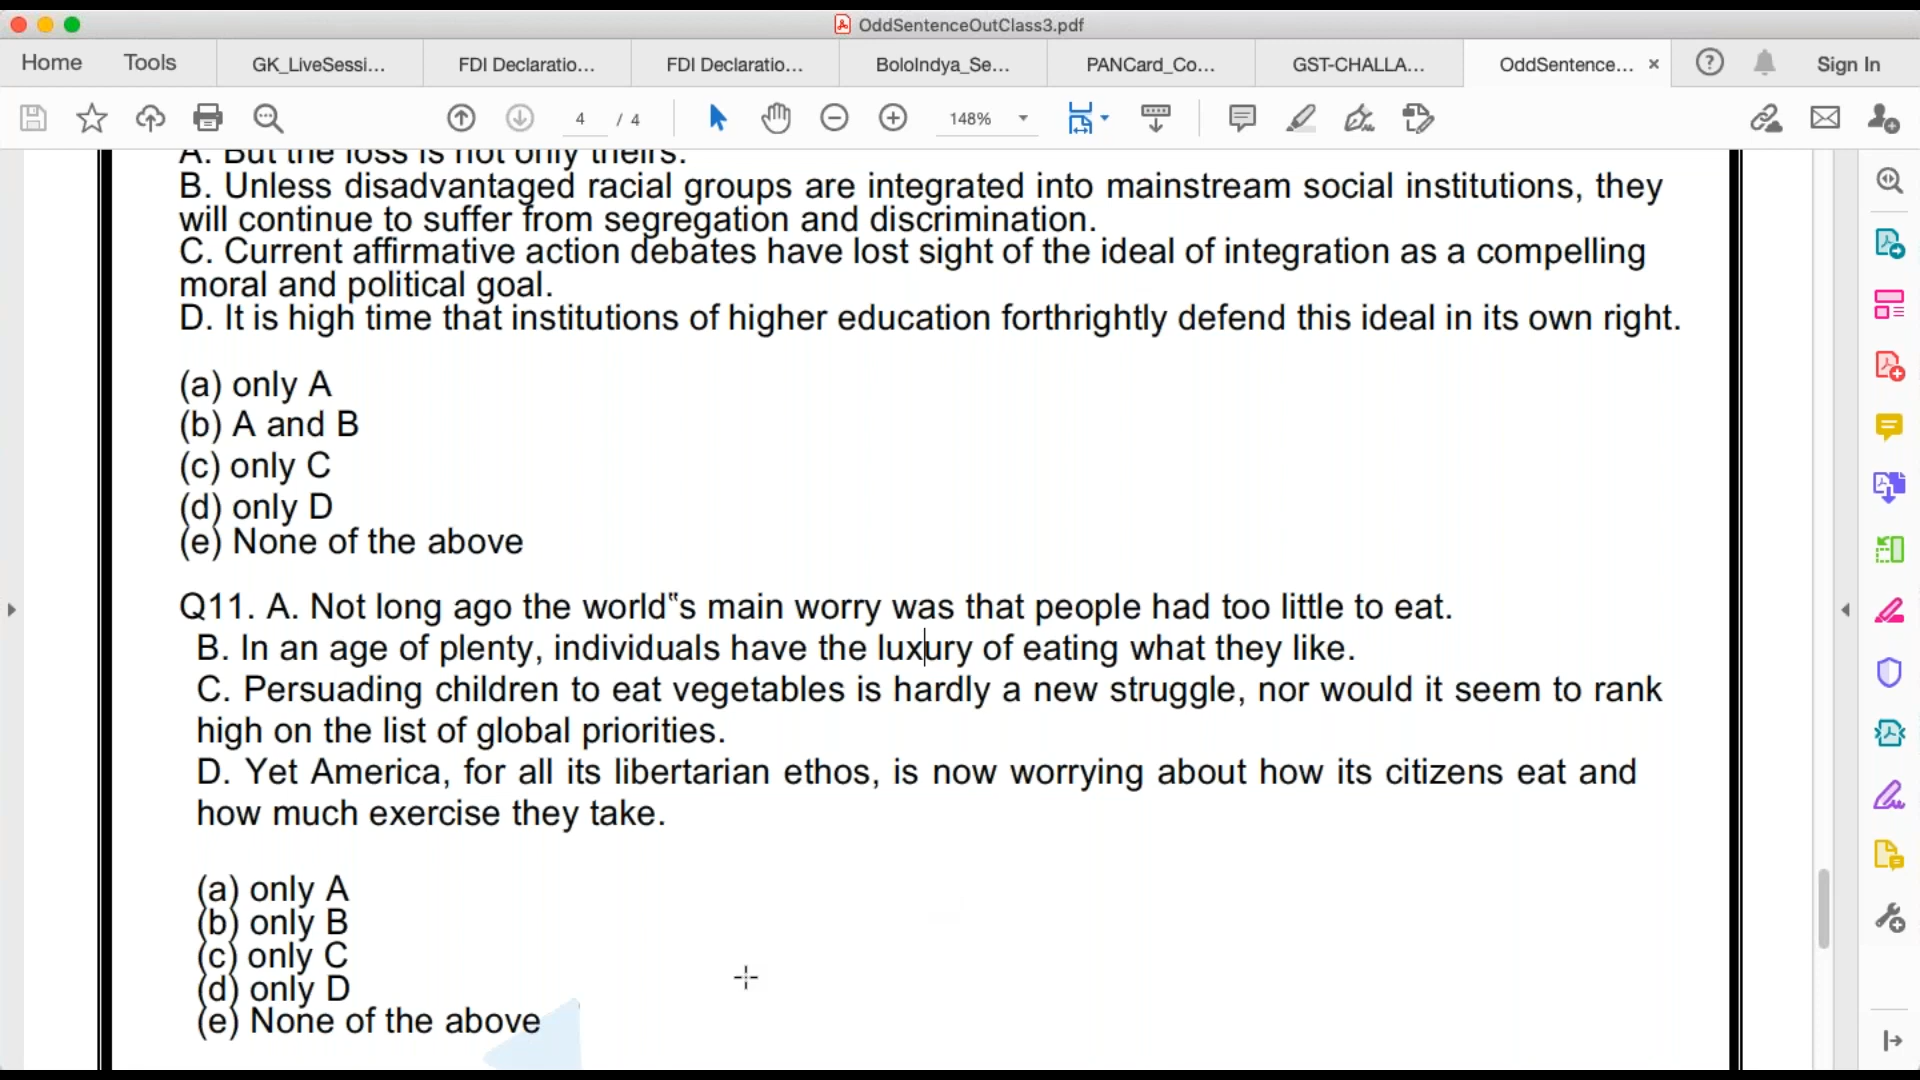 OddSentenceOutClass3.pdf
Home Tools GK_LiveSessi... FDI Declaratio... FDI Declaratio... BoloIndya_Se... PANCard_Co... GST-CHALLA... OddSentence... × ? Sign In
4 / 4 148%
A. But the loss is not only theirs.
B. Unless disadvantaged racial groups are integrated into mainstream social institutions, they
will continue to suffer from segregation and discrimination.
C. Current affirmative action debates have lost sight of the ideal of integration as a compelling
moral and political goal.
D. It is high time that institutions of higher education forthrightly defend this ideal in its own right.
(a) only A
(b) A and B
(c) only C
(d) only D
(e) None of the above
Q11. A. Not long ago the world‟s main worry was that people had too little to eat.
B. In an age of plenty, individuals have the luxury of eating what they like.
C. Persuading children to eat vegetables is hardly a new struggle, nor would it seem to rank
high on the list of global priorities.
D. Yet America, for all its libertarian ethos, is now worrying about how its citizens eat and
how much exercise they take.
(a) only A
(b) only B
(c) only C
(d) only D
(e) None of the above